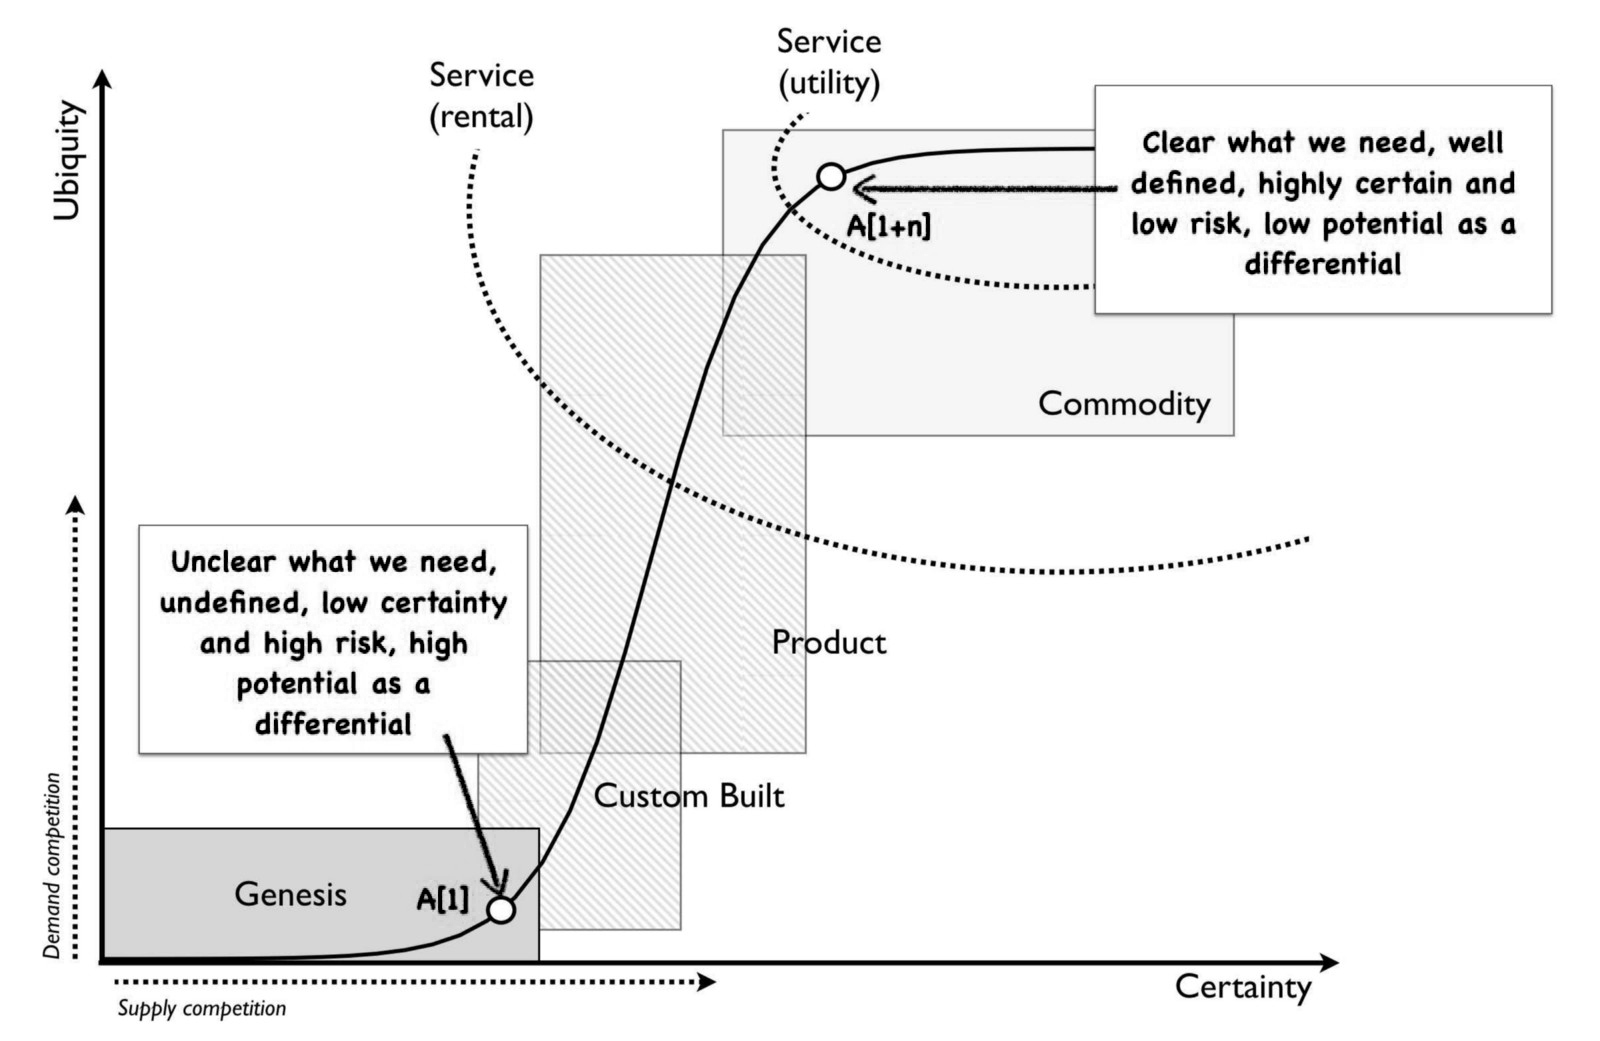 Service
(rental)
Service
(utility)
Ubiquity
Clear what we need, well
defined, highly certain and
low risk, low potential as a
differential
A[1+n]
Commodity
Unclear what we need,
undefined, low certainty
and high risk, high
potential as a
differential
Product
Custom Built
Genesis
A[1]
Demand competition
Supply competition
Certainty